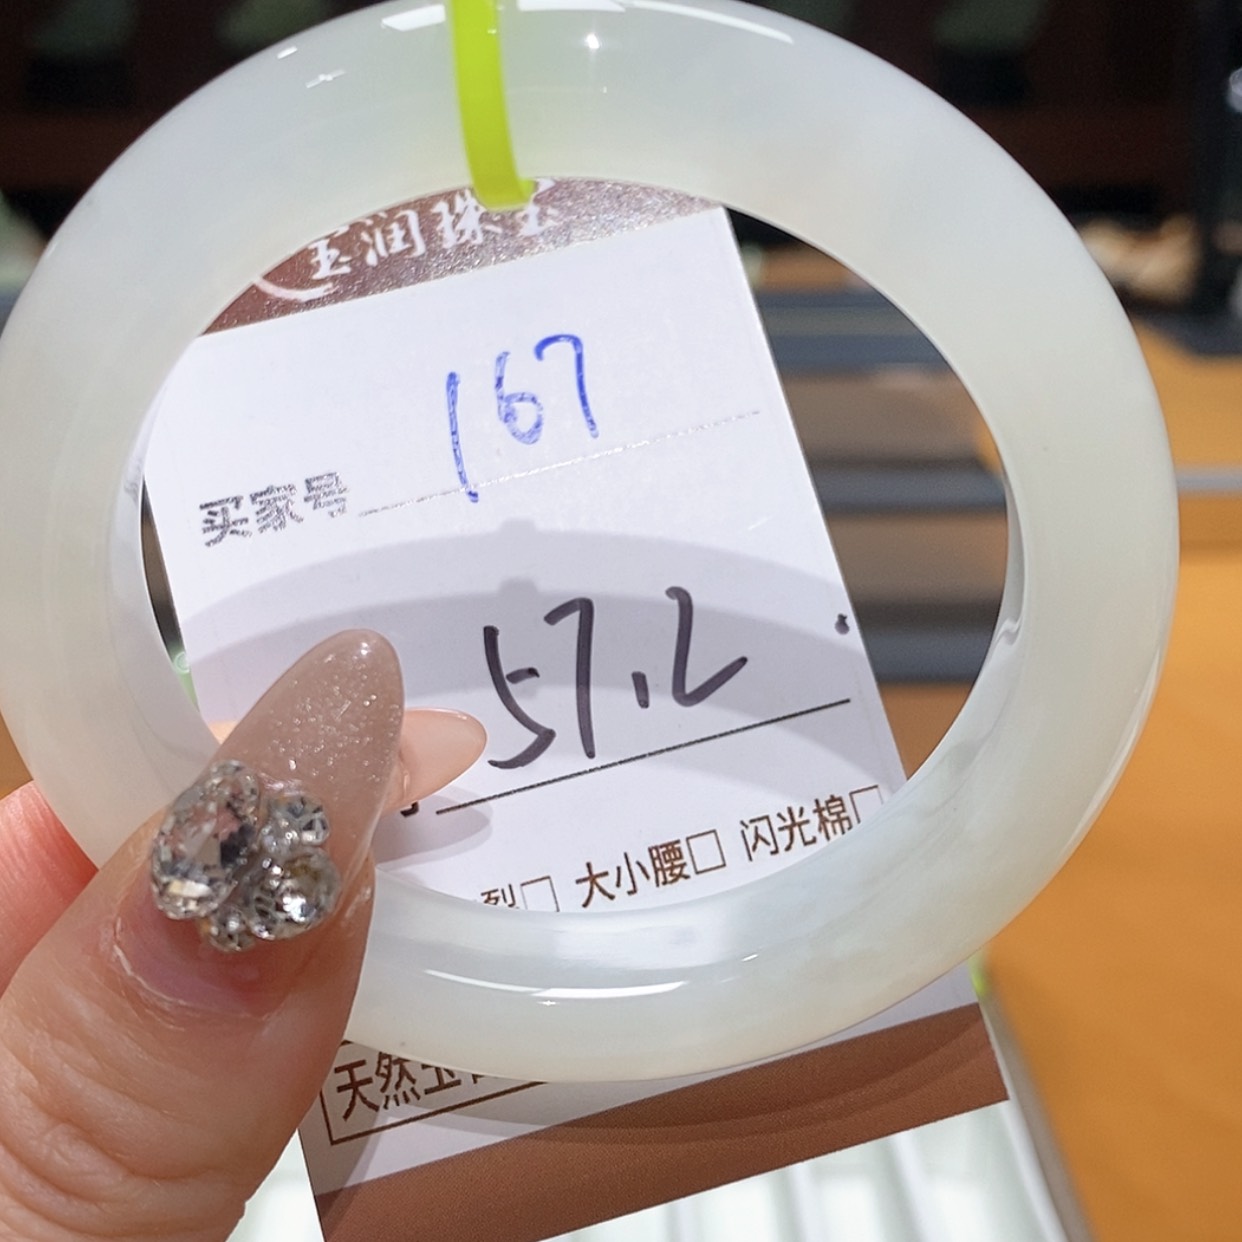 玉润珠宝
167
买家号
57.2
裂□ 大小腰□ 闪光棉□
天然玉